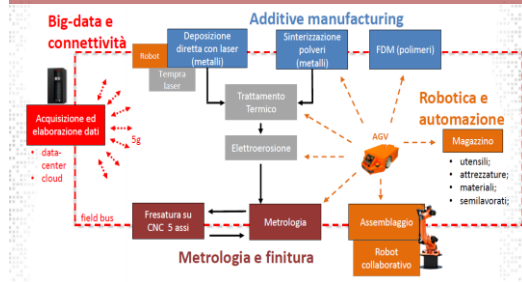 Big-data e
connettività
Additive manufacturing
Robot
Tempra
laser
Deposizione
diretta con laser
(metalli)
Sinterizzazione
polveri
(metalli)
FDM (polimeri)
Trattamento
Termico
Robotica e
automazione
Acquisizione ed
elaborazione dati
5g
AGV
Magazzino
Elettroerosione
• data-
center
• cloud
• utensili;
• attrezzature;
• materiali;
• semilavorati;
field bus
Fresatura su
CNC 5 assi
Metrologia
Assemblaggio
Robot
collaborativo
Metrologia e finitura